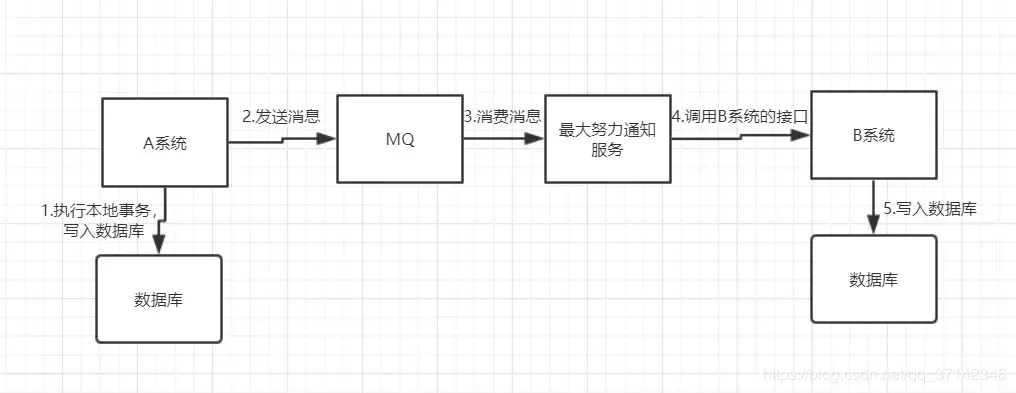 A系统
2.发送消息
MQ
3.消费消息
最大努力通知
服务
4.调用B系统的接口
B系统
1.执行本地事务,
写入数据库
5.写入数据库
数据库
数据库
https://blog.csdn.net/qq_37142346